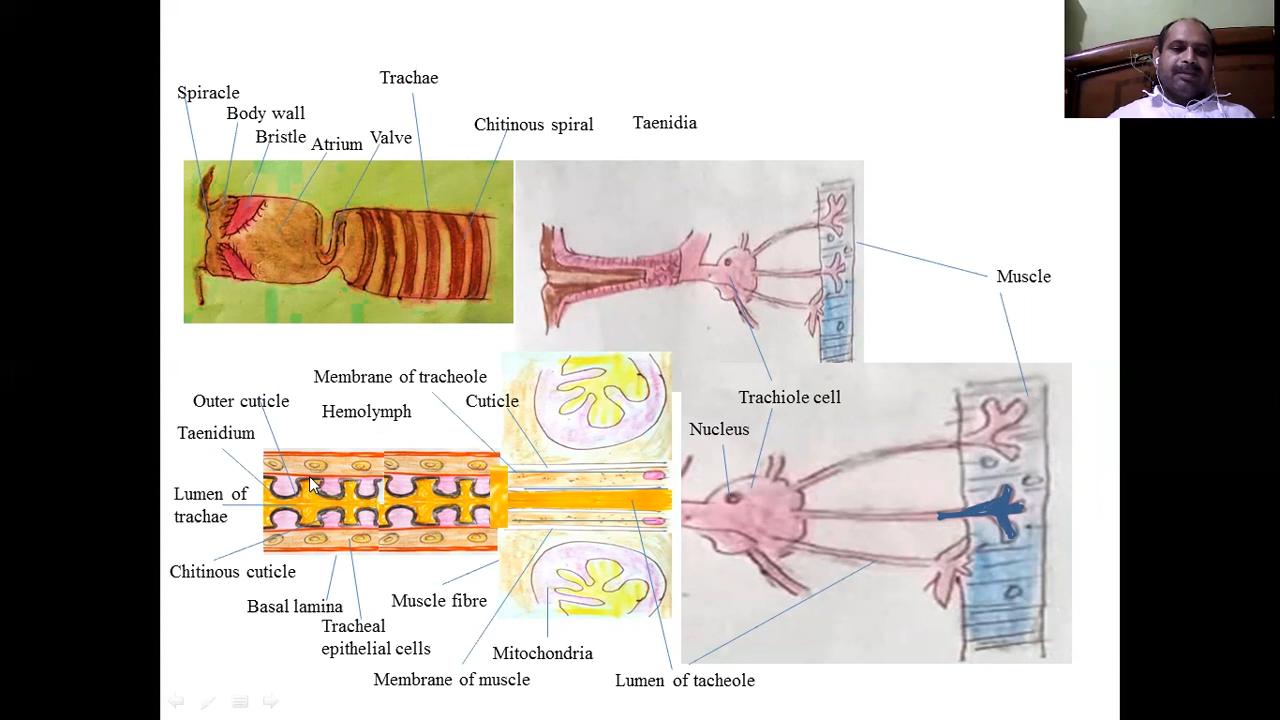 Trachae
Spiracle
Body wall
Bristle
Atrium
Valve
Chitinous spiral
Taenidia
Muscle
Membrane of tracheole
Outer cuticle
Hemolymph
Cuticle
Trachiole cell
Taenidium
Nucleus
Lumen of
trachae
Chitinous cuticle
Basal lamina
Muscle fibre
Tracheal
epithelial cells
Mitochondria
Membrane of muscle
Lumen of tacheole